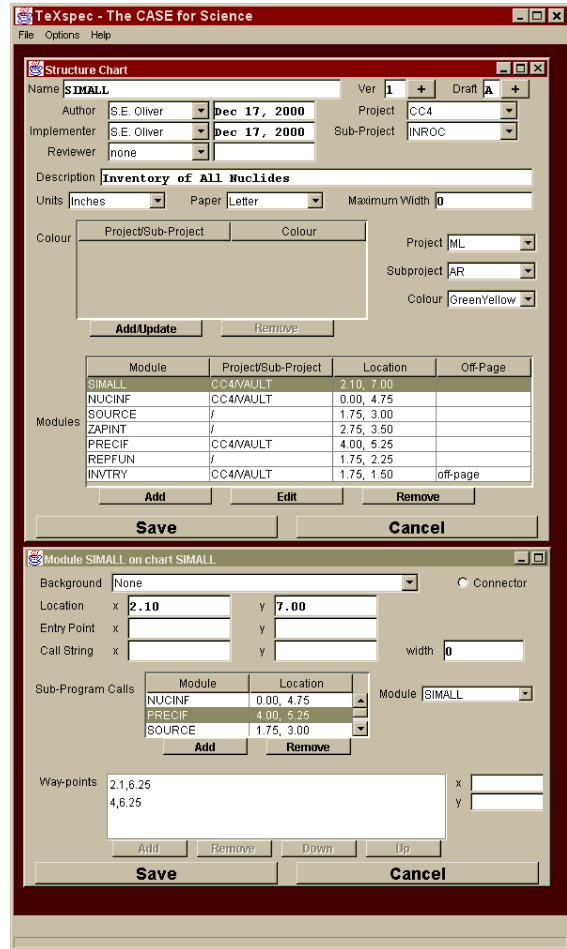 TeXspec - The CASE for Science
File Options Help
Structure Chart
Name SIMALL Ver 1 + Draft A +
Author S.E. Oliver Dec 17, 2000 Project CC4
Implementer S.E. Oliver Dec 17, 2000 Sub-Project INROC
Reviewer none
Description Inventory of All Nuclides
Units Inches Paper Letter Maximum Width 0
Colour Project/Sub-Project Colour
Project ML
Subproject AR
Colour GreenYellow
Add/Update Remove
Modules
Module Project/Sub-Project Location Off-Page
SIMALL CC4/VAULT 2.10, 7.00
NUCINF CC4/VAULT 0.00, 4.75
SOURCE / 1.75, 3.00
ZAPINT / 2.75, 3.50
PRECIF CC4/VAULT 4.00, 5.25
REPFUN / 1.75, 2.25
INVTRY CC4/VAULT 1.75, 1.50 off-page
Add Edit Remove
Save Cancel
Module SIMALL on chart SIMALL
Background None Connector
Location x 2.10 y 7.00
Entry Point x y
Call String x y width 0
Sub-Program Calls Module Location
NUCINF 0.00, 4.75
PRECIF 4.00, 5.25
SOURCE 1.75, 3.00
Module SIMALL
Add Remove
Way-points 2.1,6.25 x
4,6.25 y
Add Remove Down Up
Save Cancel